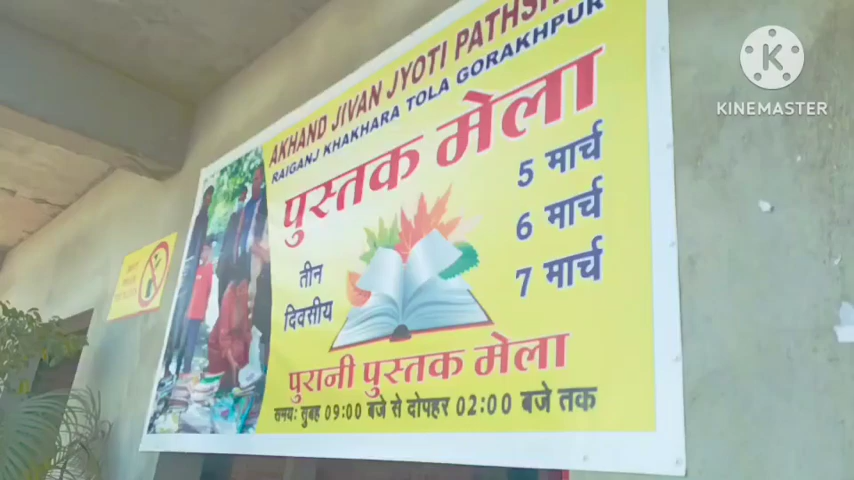 AKHAND JIVAN JYOTI
RAIGANJ KHAKHARA TOLA GORAKHPUR
पुस्तक मेला
5 मार्च
6 मार्च
7 मार्च
तीन
दिवसीय
पुरानी पुस्तक मेला
समय: सुबह 09:00 बजे से दोपहर 02:00 बजे तक
K
KINEMASTER